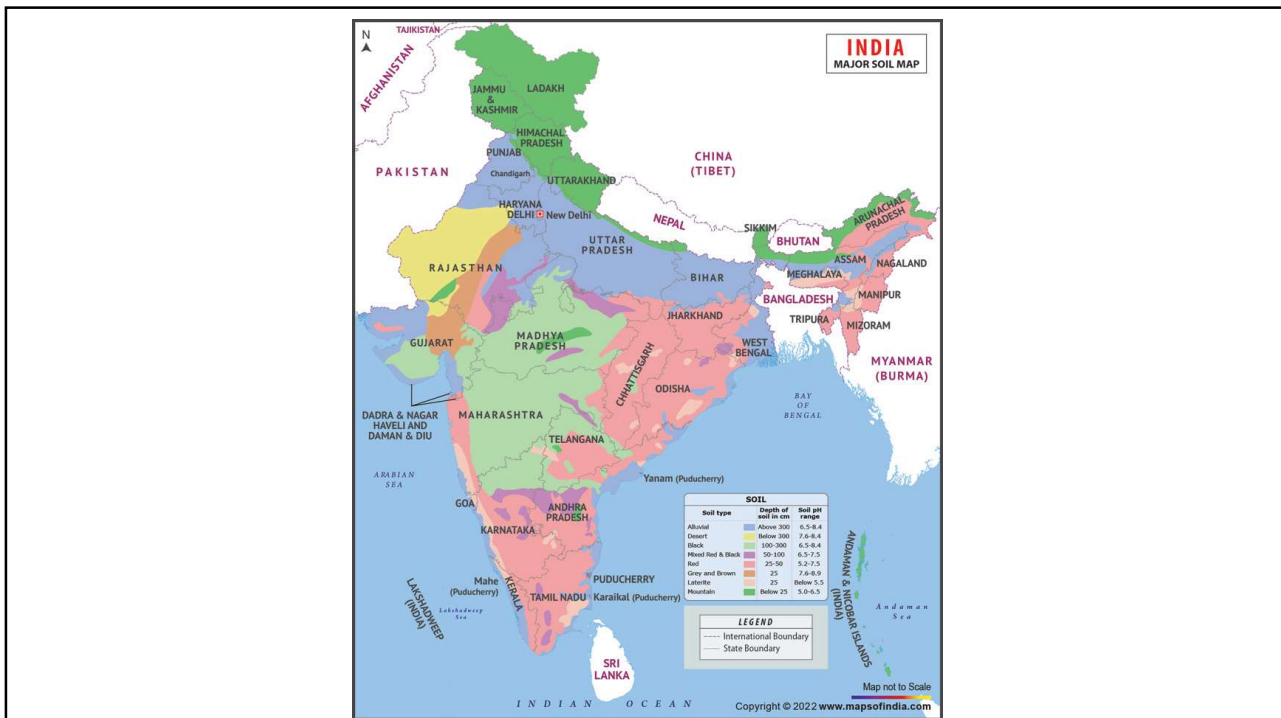 N
TAJIKISTAN
INDIA
MAJOR SOIL MAP
AFGHANISTAN
JAMMU
&
KASHMIR
LADAKH
HIMACHAL
PRADESH
PUNJAB
Chandigarh
PAKISTAN
UTTARAKHAND
CHINA
(TIBET)
HARYANA
DELHI
New Delhi
NEPAL
SIKKIM
BHUTAN
ARUNACHAL
PRADESH
RAJASTHAN
UTTAR
PRADESH
BIHAR
ASSAM
NAGALAND
MEGHALAYA
BANGLADESH
MANIPUR
TRIPURA
MIZORAM
JHARKHAND
GUJARAT
MADHYA
PRADESH
WEST
BENGAL
MYANMAR
(BURMA)
CHHATTISGARH
ODISHA
DADRA & NAGAR
HAVELI AND
DAMAN & DIU
MAHARASHTRA
BAY
OF
BENGAL
TELANGANA
ARABIAN
SEA
Yanam (Puducherry)
GOA
ANDHRA
PRADESH
KARNATAKA
SOIL
Soil type Depth of soil in cm Soil pH range
Alluvial Above 300 6.5-8.4
Desert Below 300 7.6-8.4
Black 100-300 6.5-8.4
Mixed Red & Black 50-100 6.5-7.5
Red 25-50 5.2-7.5
Grey and Brown 25 7.6-8.9
Laterite 25 Below 5.5
Mountain Below 25 5.0-6.5
Mahe
(Puducherry)
PUDUCHERRY
KERALA
TAMIL NADU
Karaikal (Puducherry)
LAKSHADWEEP
(INDIA)
Lakshadweep
Sea
ANDAMAN & NICOBAR ISLANDS
(INDIA)
Andaman
Sea
LEGEND
International Boundary
State Boundary
SRI
LANKA
Map not to Scale
INDIAN OCEAN
Copyright © 2022 www.mapsofindia.com